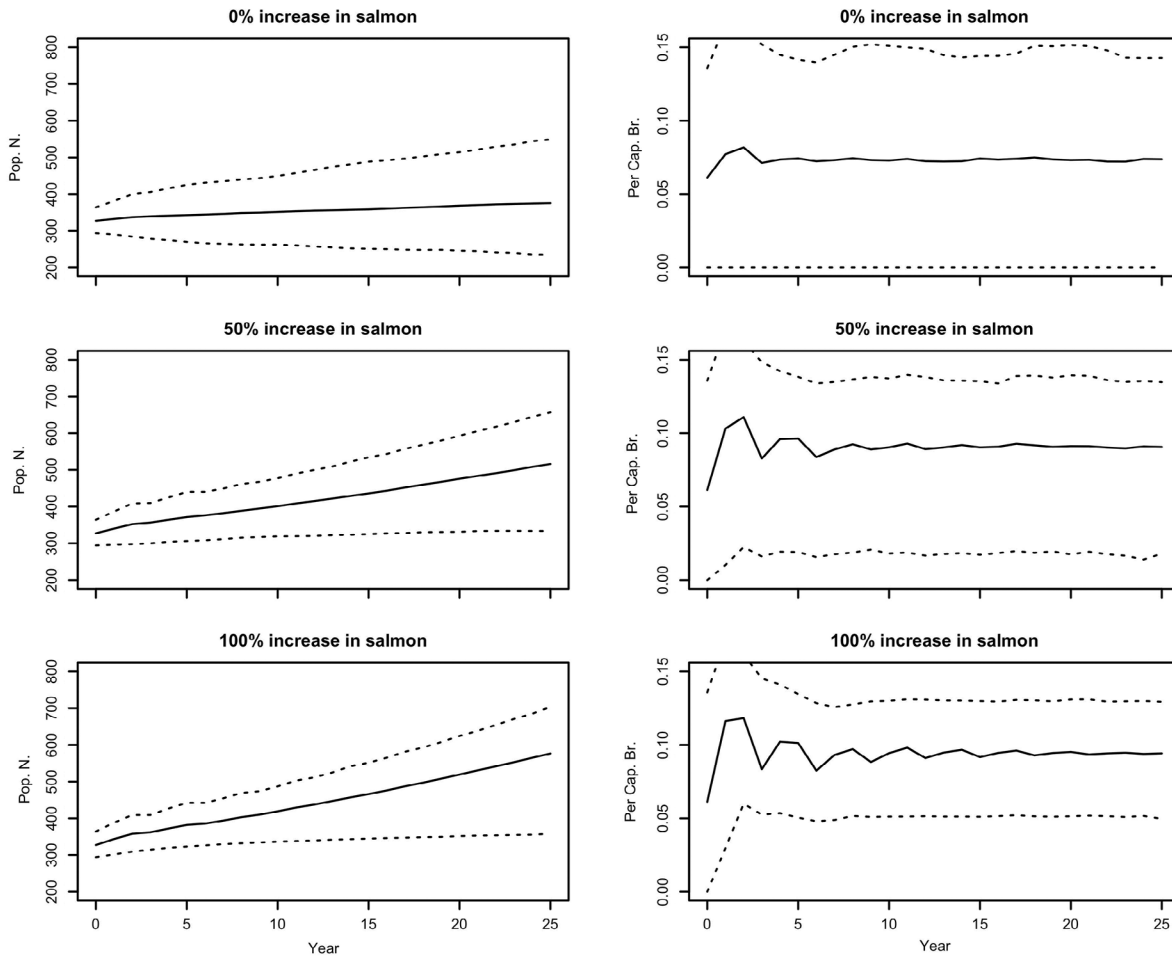 0% increase in salmon
Pop. N.
800
700
600
500
400
300
200
0% increase in salmon
Per Cap. Br.
0.15
0.10
0.05
0.00
50% increase in salmon
Pop. N.
800
700
600
500
400
300
200
50% increase in salmon
Per Cap. Br.
0.15
0.10
0.05
0.00
100% increase in salmon
Pop. N.
800
700
600
500
400
300
200
0 5 10 15 20 25
Year
100% increase in salmon
Per Cap. Br.
0.15
0.10
0.05
0.00
0 5 10 15 20 25
Year